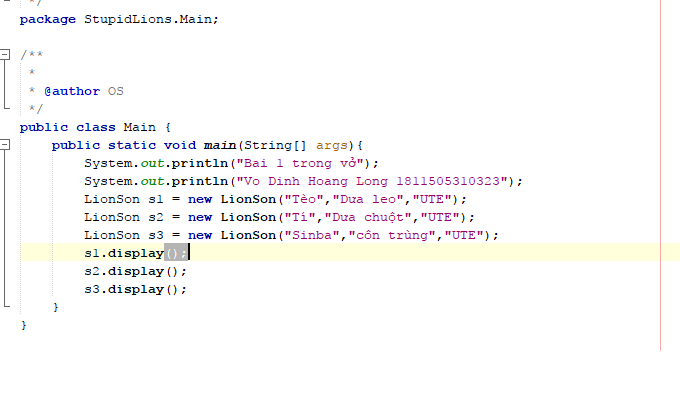 */
package StupidLions.Main;
/**
*
* @author OS
*/
public class Main {
public static void main(String[] args){
System.out.println("Bai 1 trong vở");
System.out.println("Vo Dinh Hoang Long 1811505310323");
LionSon s1 = new LionSon("Tèo","Dưa leo","UTE");
LionSon s2 = new LionSon("Tí","Dưa chuột","UTE");
LionSon s3 = new LionSon("Sinba","côn trùng","UTE");
s1.display();
s2.display();
s3.display();
}
}